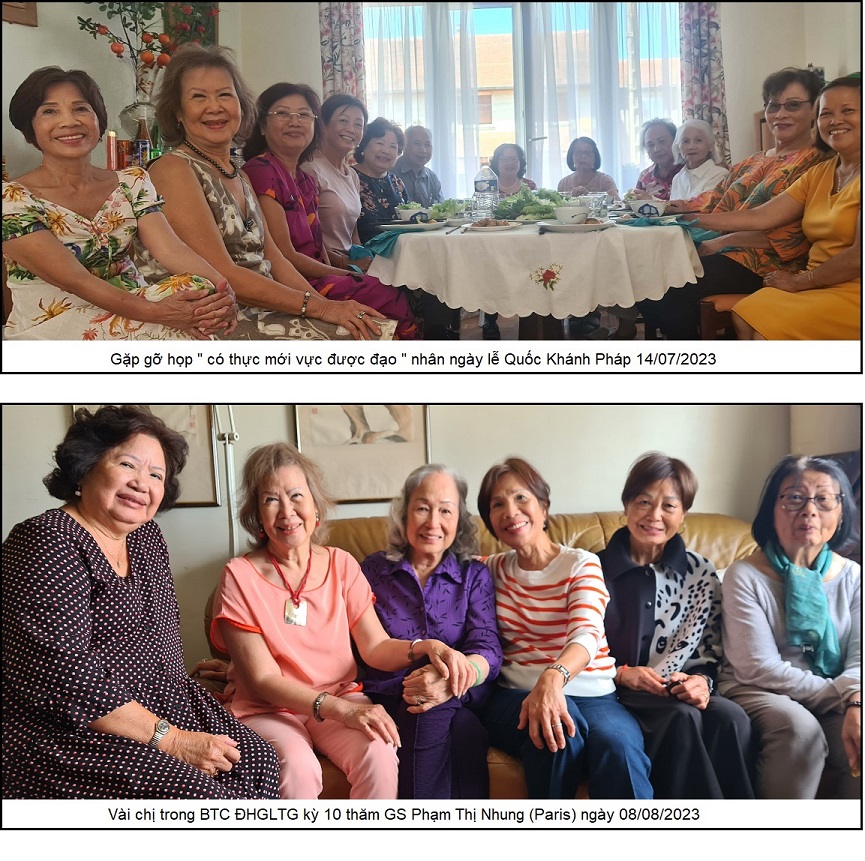 Gặp gỡ họp " có thực mới vực được đạo " nhân ngày lễ Quốc Khánh Pháp 14/07/2023
Vài chị trong BTC ĐHGLTG kỳ 10 thăm GS Phạm Thị Nhung (Paris) ngày 08/08/2023